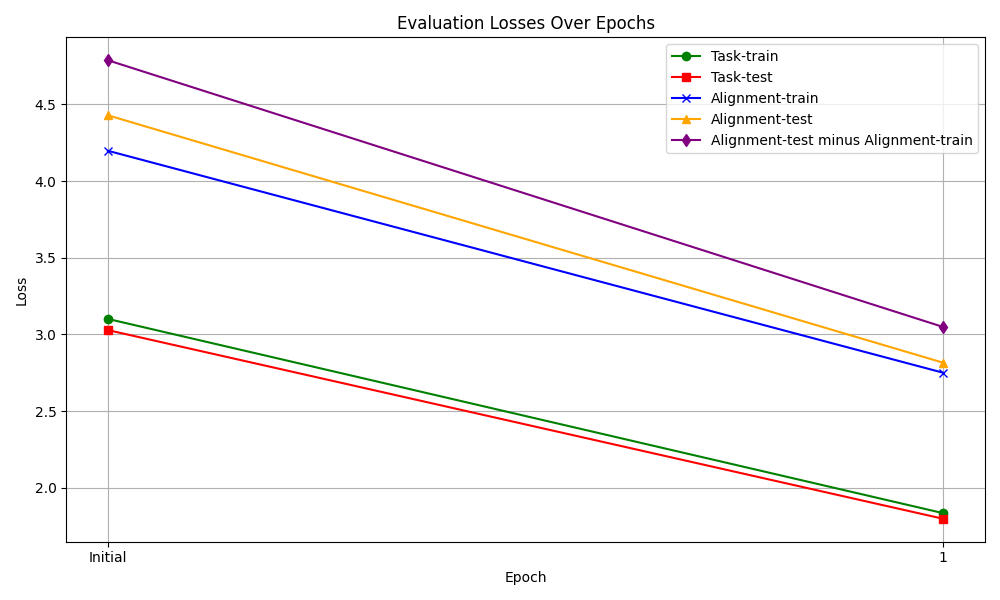 Evaluation Losses Over Epochs
Task-train
Task-test
Alignment-train
Alignment-test
Alignment-test minus Alignment-train
Loss
4.5
4.0
3.5
3.0
2.5
2.0
Initial
1
Epoch